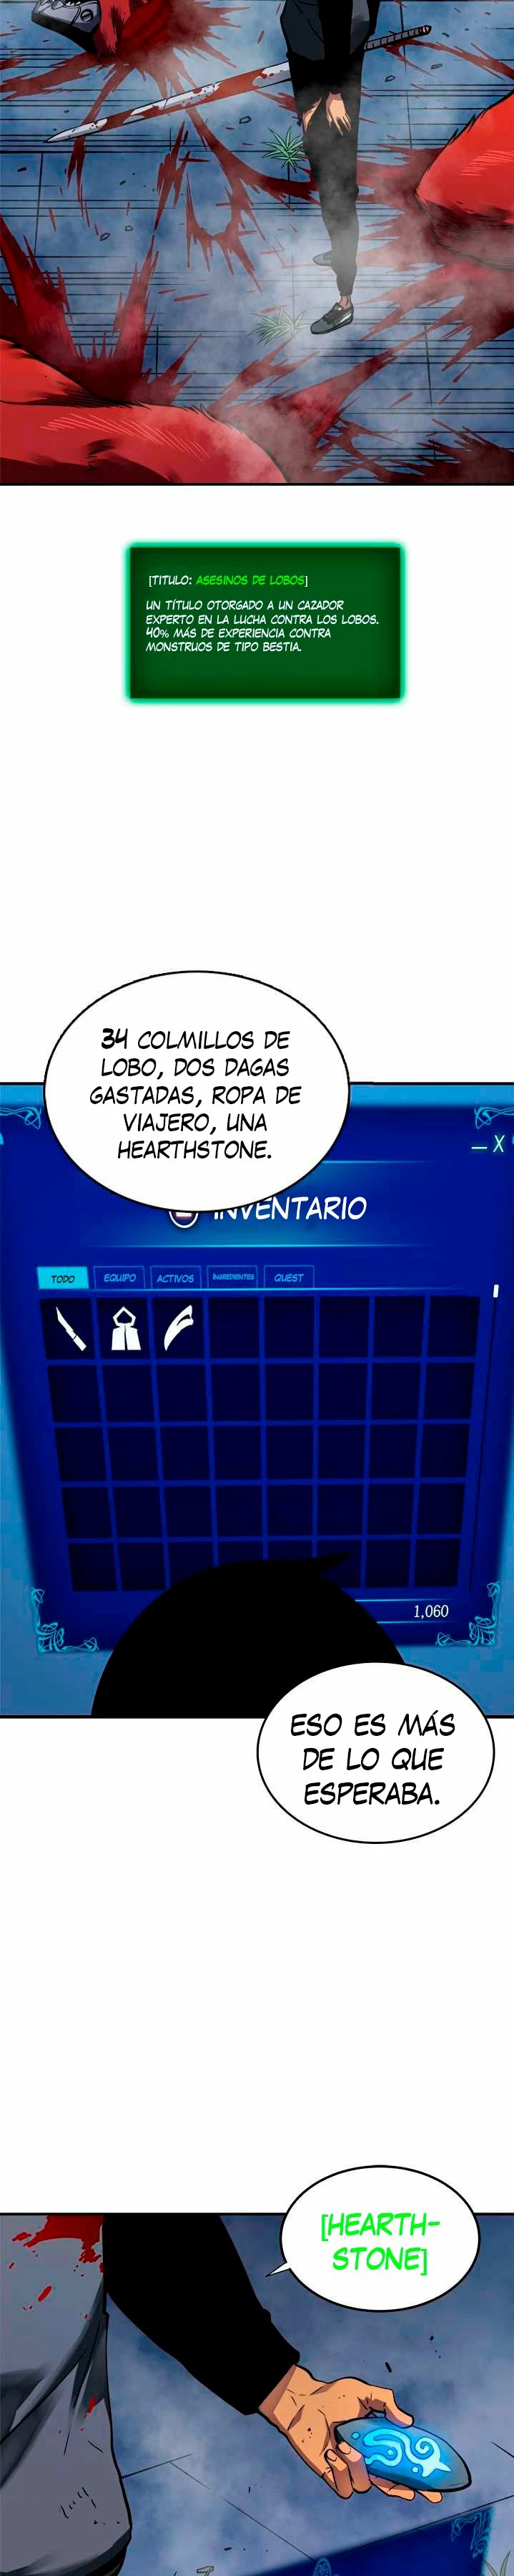 [TITULO: ASESINOS DE LOBOS]
UN TÍTULO OTORGADO A UN CAZADOR
EXPERTO EN LA LUCHA CONTRA LOS LOBOS.
40% MÁS DE EXPERIENCIA CONTRA
MONSTRUOS DE TIPO BESTIA.
34 COLMILLOS DE
LOBO, DOS DAGAS
GASTADAS, ROPA DE
VIAJERO, UNA
HEARTHSTONE.
— X
INVENTARIO
TODO EQUIPO ACTIVOS INGREDIENTES QUEST
1,060
ESO ES MÁS
DE LO QUE
ESPERABA.
[HEARTH-
STONE]